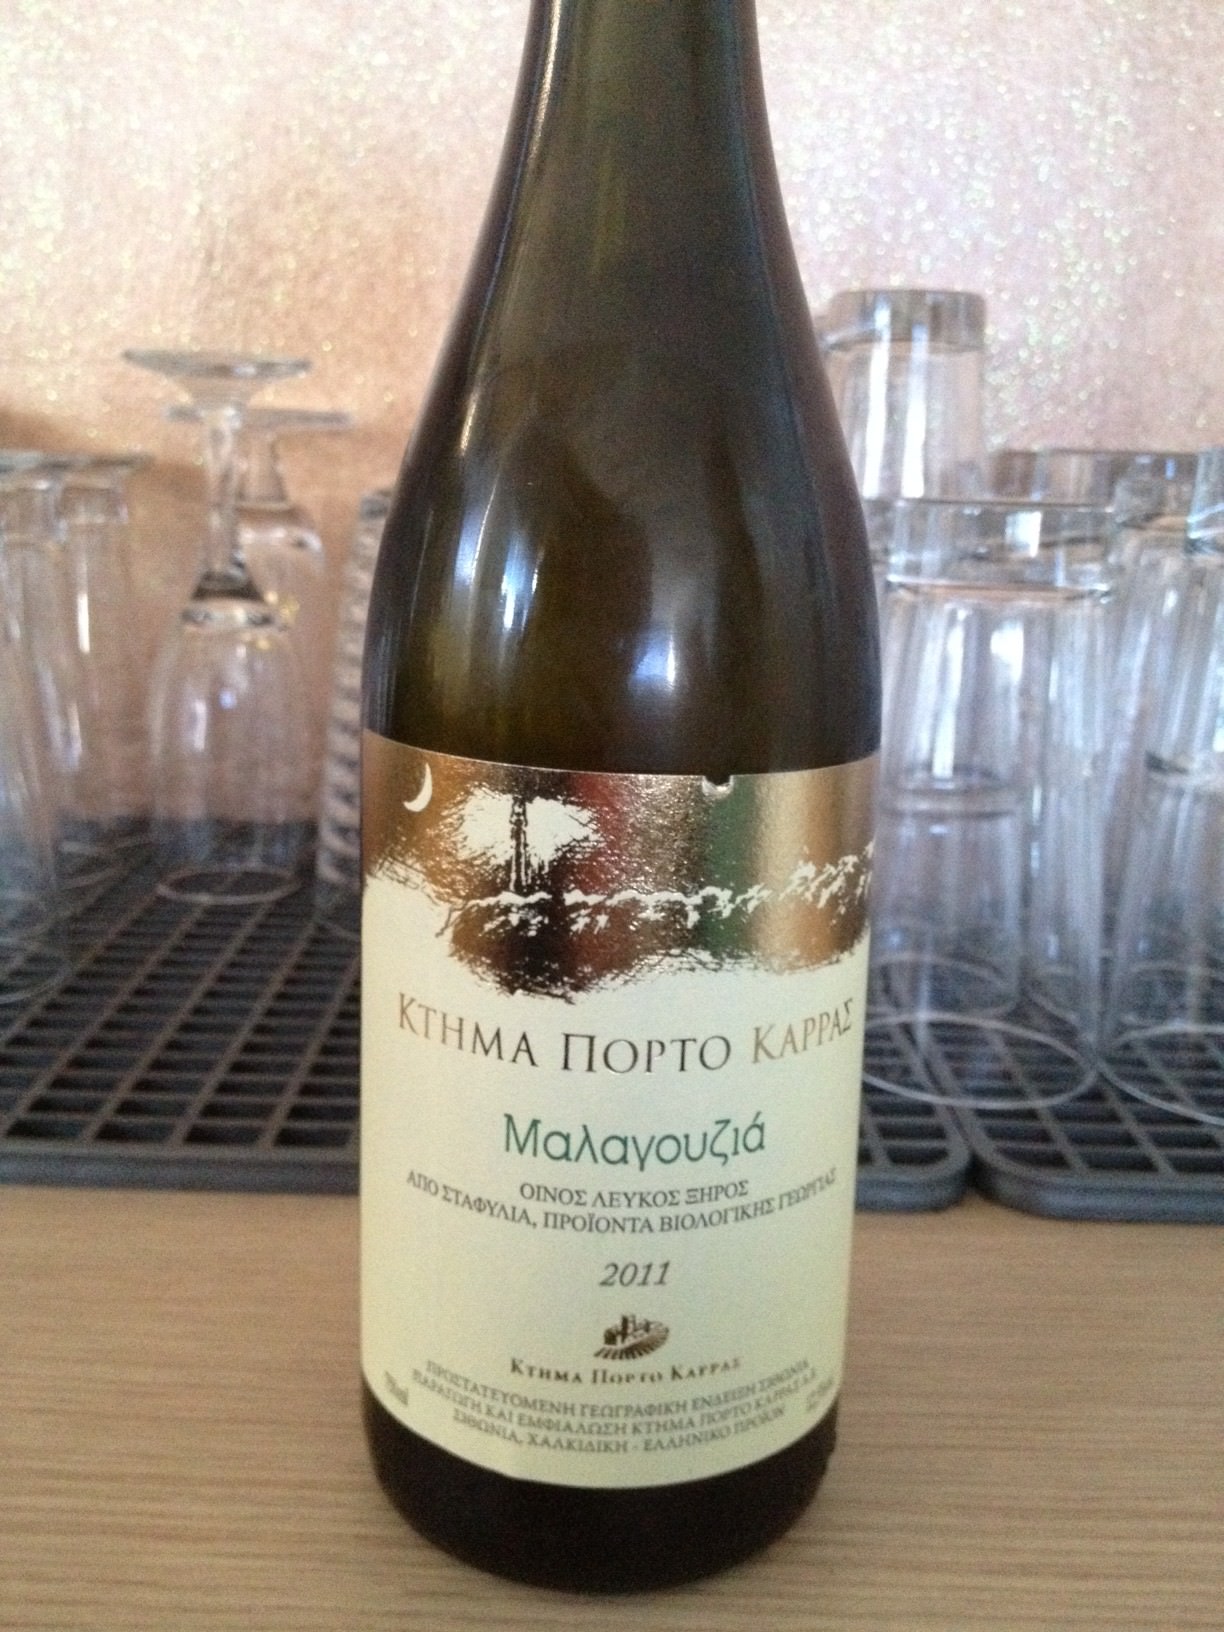 ΚΤΗΜΑ ΠΟΡΤΟ ΚΑΡΡΑΣ
Μαλαγουζιά
ΟΙΝΟΣ ΛΕΥΚΟΣ ΞΗΡΟΣ
ΑΠΟ ΣΤΑΦΥΛΙΑ, ΠΡΟΪΟΝΤΑ ΒΙΟΛΟΓΙΚΗΣ ΓΕΩΡΓΙΑΣ
2011
ΚΤΗΜΑ ΠΟΡΤΟ ΚΑΡΡΑΣ
ΠΡΟΣΤΑΤΕΥΟΜΕΝΗ ΓΕΩΓΡΑΦΙΚΗ ΕΝΔΕΙΞΗ ΣΙΘΩΝΙΑ
ΠΑΡΑΓΩΓΗ ΚΑΙ ΕΜΦΙΑΛΩΣΗ ΚΤΗΜΑ ΠΟΡΤΟ ΚΑΡΡΑΣ Α.Ε.
ΣΙΘΩΝΙΑ, ΧΑΛΚΙΔΙΚΗ - ΕΛΛΗΝΙΚΟ ΠΡΟΪΟΝ
750ml